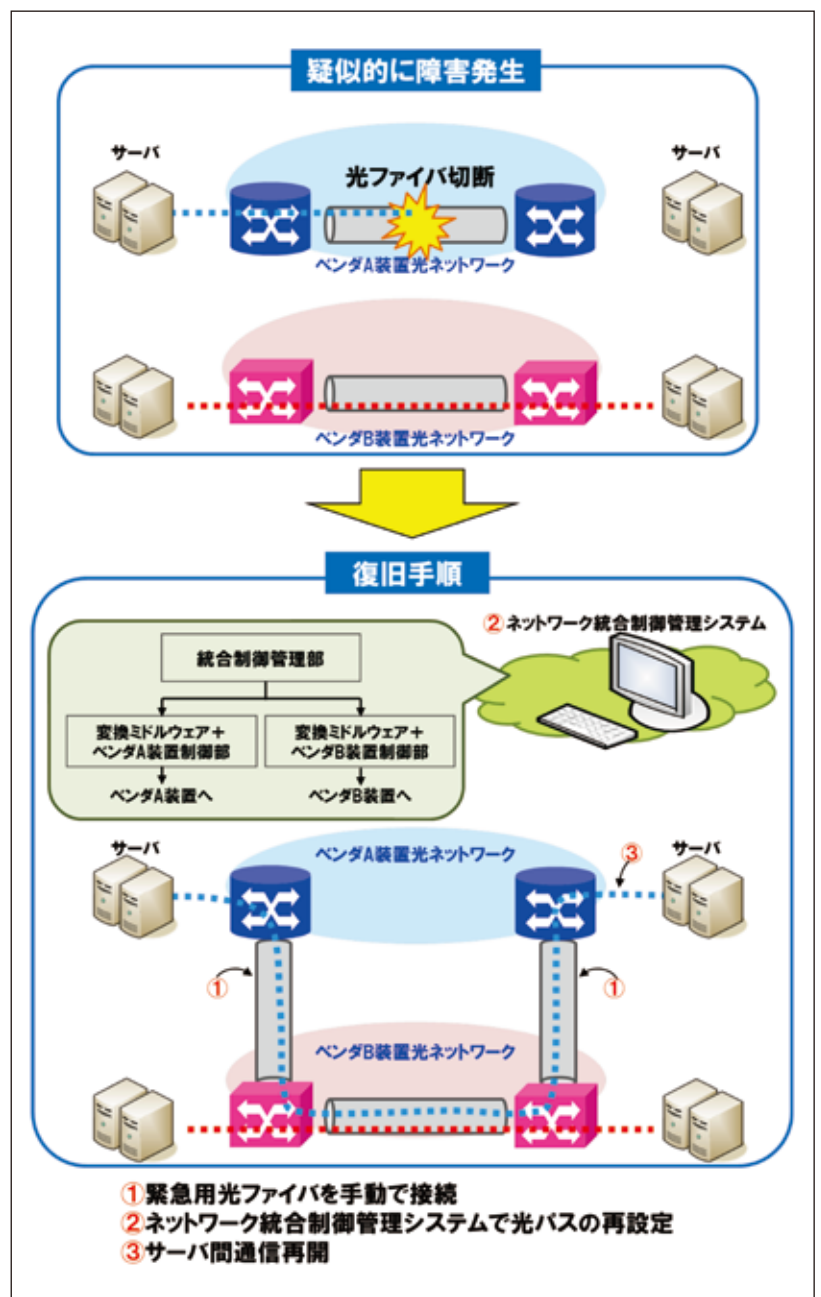 疑似的に障害発生
サーバ
サーバ
光ファイバ切断
ベンダA装置光ネットワーク
ベンダB装置光ネットワーク
復旧手順
②ネットワーク統合制御管理システム
統合制御管理部
変換ミドルウェア+
ベンダA装置制御部
変換ミドルウェア+
ベンダB装置制御部
ベンダA装置へ
ベンダB装置へ
サーバ
ベンダA装置光ネットワーク
③
サーバ
①
①
ベンダB装置光ネットワーク
①緊急用光ファイバを手動で接続
②ネットワーク統合制御管理システムで光パスの再設定
③サーバ間通信再開